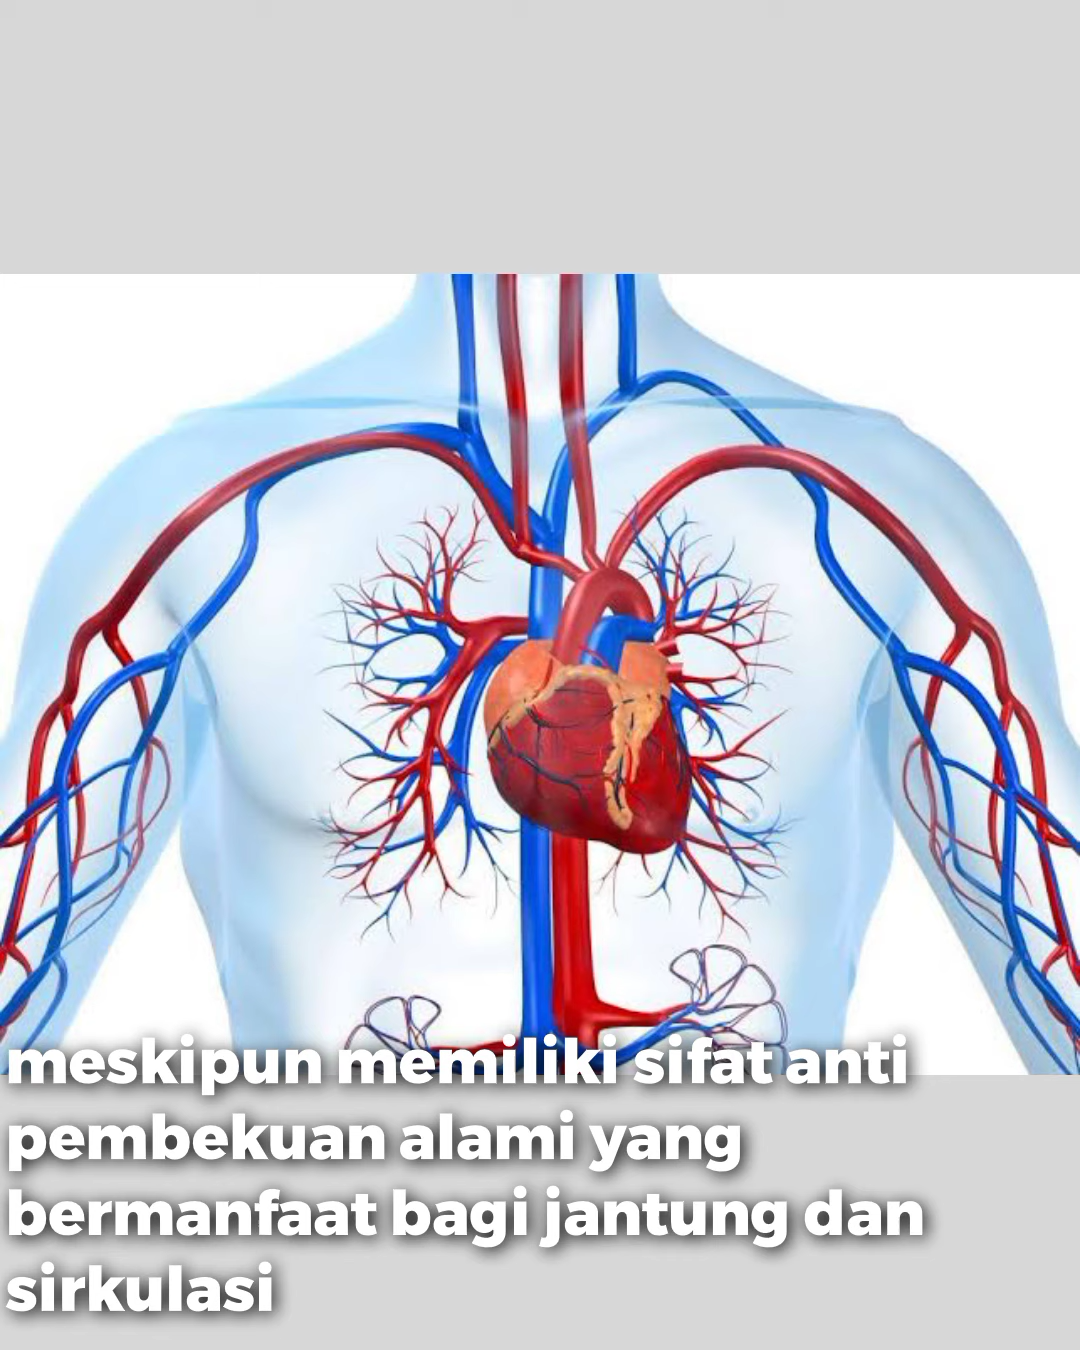 meskipun memiliki sifat anti
pembekuan alami yang
bermanfaat bagi jantung dan
sirkulasi